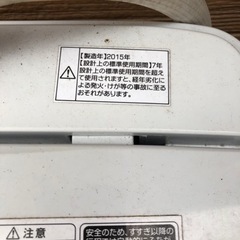 【製造年】2015年
【設計上の標準使用期間】7年
設計上の標準使用期間を超え
て使用されますと、経年劣化に
よる発火・けが等の事故に至る
おそれがあります。
注意
安全のため、すすぎ以降の